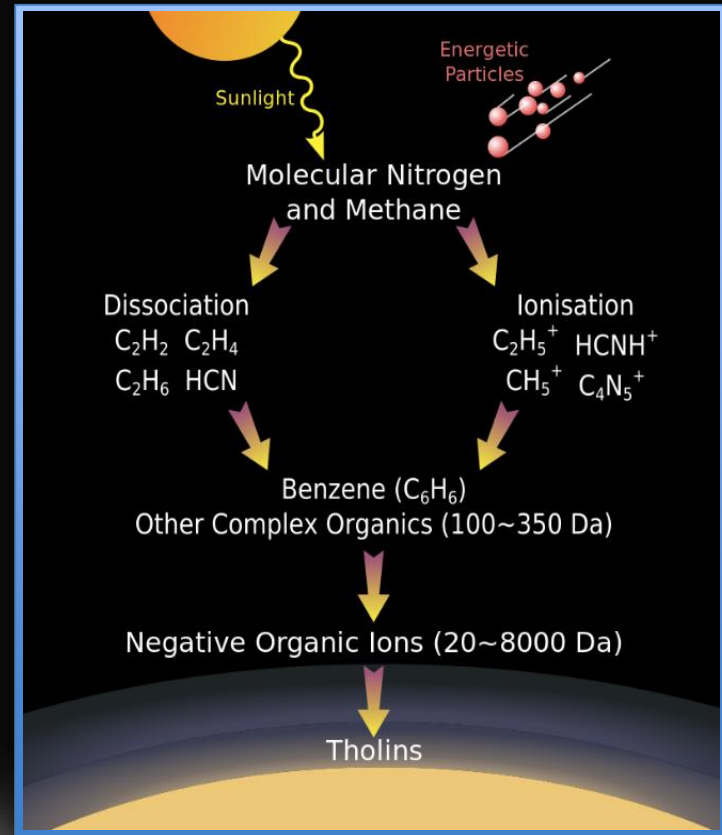 Energetic
Particles
Sunlight
Molecular Nitrogen
and Methane
Dissociation
C₂H₂ C₂H₄
C₂H₆ HCN
Ionisation
C₂H₅⁺ HCNH⁺
CH₅⁺ C₄N₅⁺
Benzene (C₆H₆)
Other Complex Organics (100~350 Da)
Negative Organic Ions (20~8000 Da)
Tholins